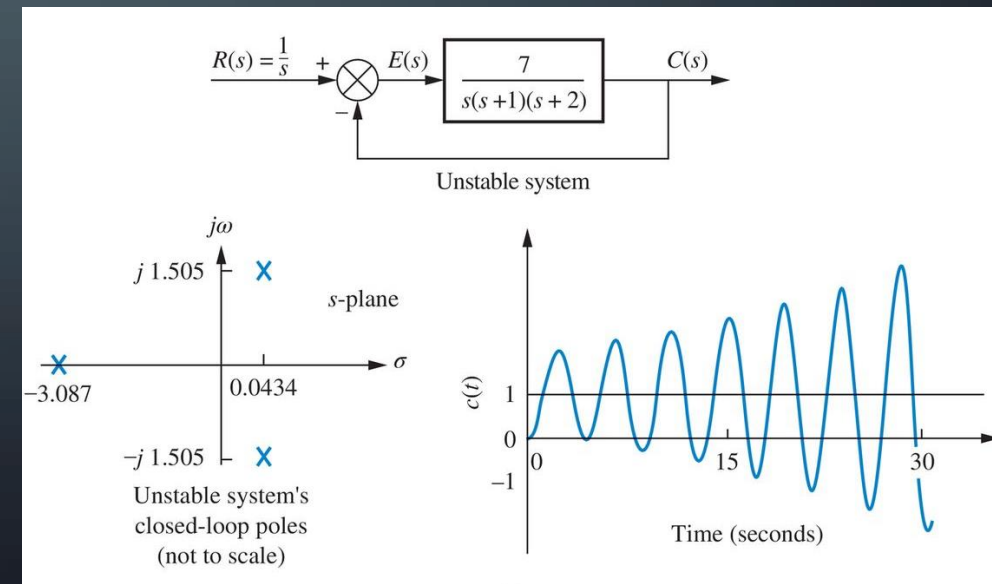 R(s) = 1/s
+
E(s)
7
s(s +1)(s + 2)
C(s)
−
Unstable system
jω
j 1.505
s-plane
σ
−3.087
0.0434
−j 1.505
Unstable system's
closed-loop poles
(not to scale)
c(t)
1
0
−1
0
15
30
Time (seconds)